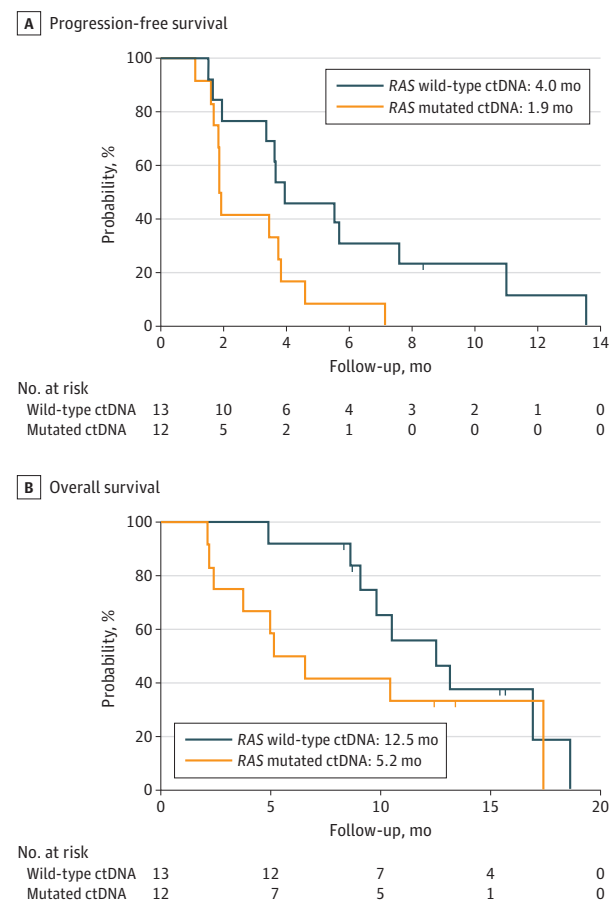 A Progression-free survival
100
80
60
40
20
0
Probability, %
RAS wild-type ctDNA: 4.0 mo
RAS mutated ctDNA: 1.9 mo
0 2 4 6 8 10 12 14
Follow-up, mo
No. at risk
Wild-type ctDNA 13 10 6 4 3 2 1 0
Mutated ctDNA 12 5 2 1 0 0 0 0
B Overall survival
100
80
60
40
20
0
Probability, %
RAS wild-type ctDNA: 12.5 mo
RAS mutated ctDNA: 5.2 mo
0 5 10 15 20
Follow-up, mo
No. at risk
Wild-type ctDNA 13 12 7 4 0
Mutated ctDNA 12 7 5 1 0